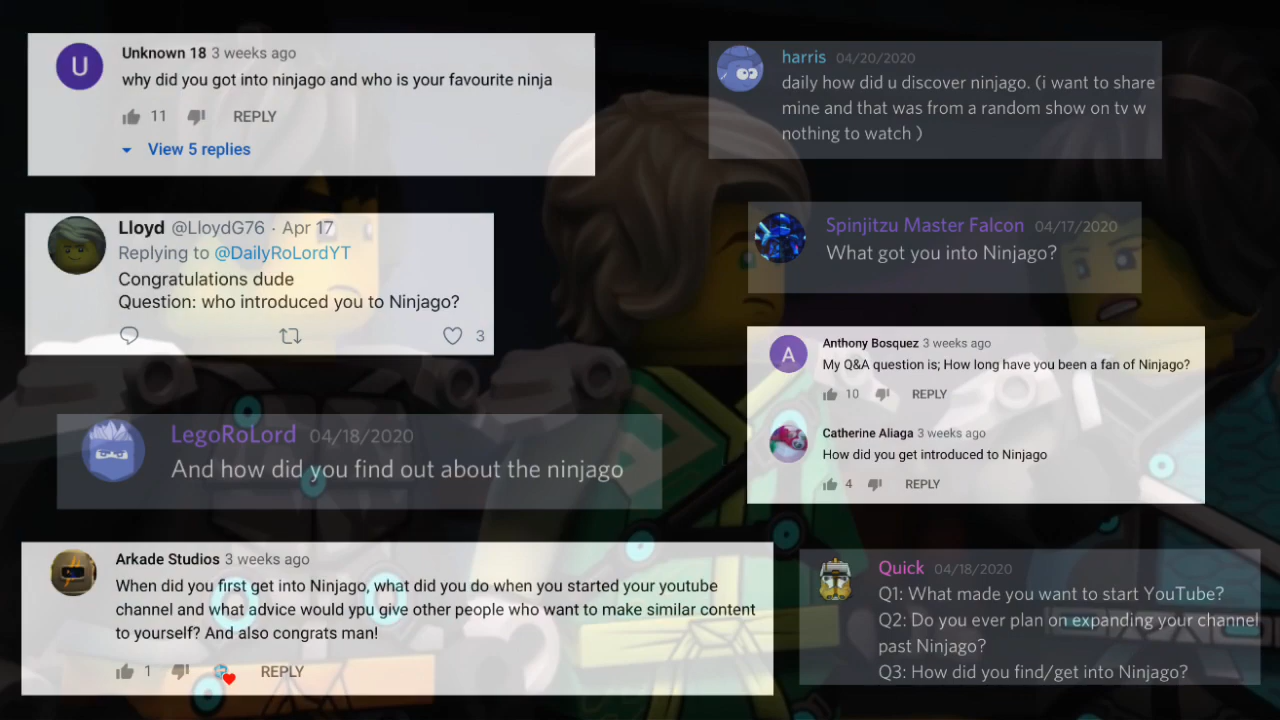 U
Unknown 18 3 weeks ago
why did you got into ninjago and who is your favourite ninja
11 REPLY
View 5 replies
Lloyd @LloydG76 · Apr 17
Replying to @DailyRoLordYT
Congratulations dude
Question: who introduced you to Ninjago?
3
LegoRoLord 04/18/2020
And how did you find out about the ninjago
Arkade Studios 3 weeks ago
When did you first get into Ninjago, what did you do when you started your youtube
channel and what advice would ypu give other people who want to make similar content
to yourself? And also congrats man!
1 REPLY
harris 04/20/2020
daily how did u discover ninjago. (i want to share
mine and that was from a random show on tv w
nothing to watch )
Spinjitzu Master Falcon 04/17/2020
What got you into Ninjago?
A
Anthony Bosquez 3 weeks ago
My Q&A question is; How long have you been a fan of Ninjago?
10 REPLY
Catherine Aliaga 3 weeks ago
How did you get introduced to Ninjago
4 REPLY
Quick 04/18/2020
Q1: What made you want to start YouTube?
Q2: Do you ever plan on expanding your channel
past Ninjago?
Q3: How did you find/get into Ninjago?